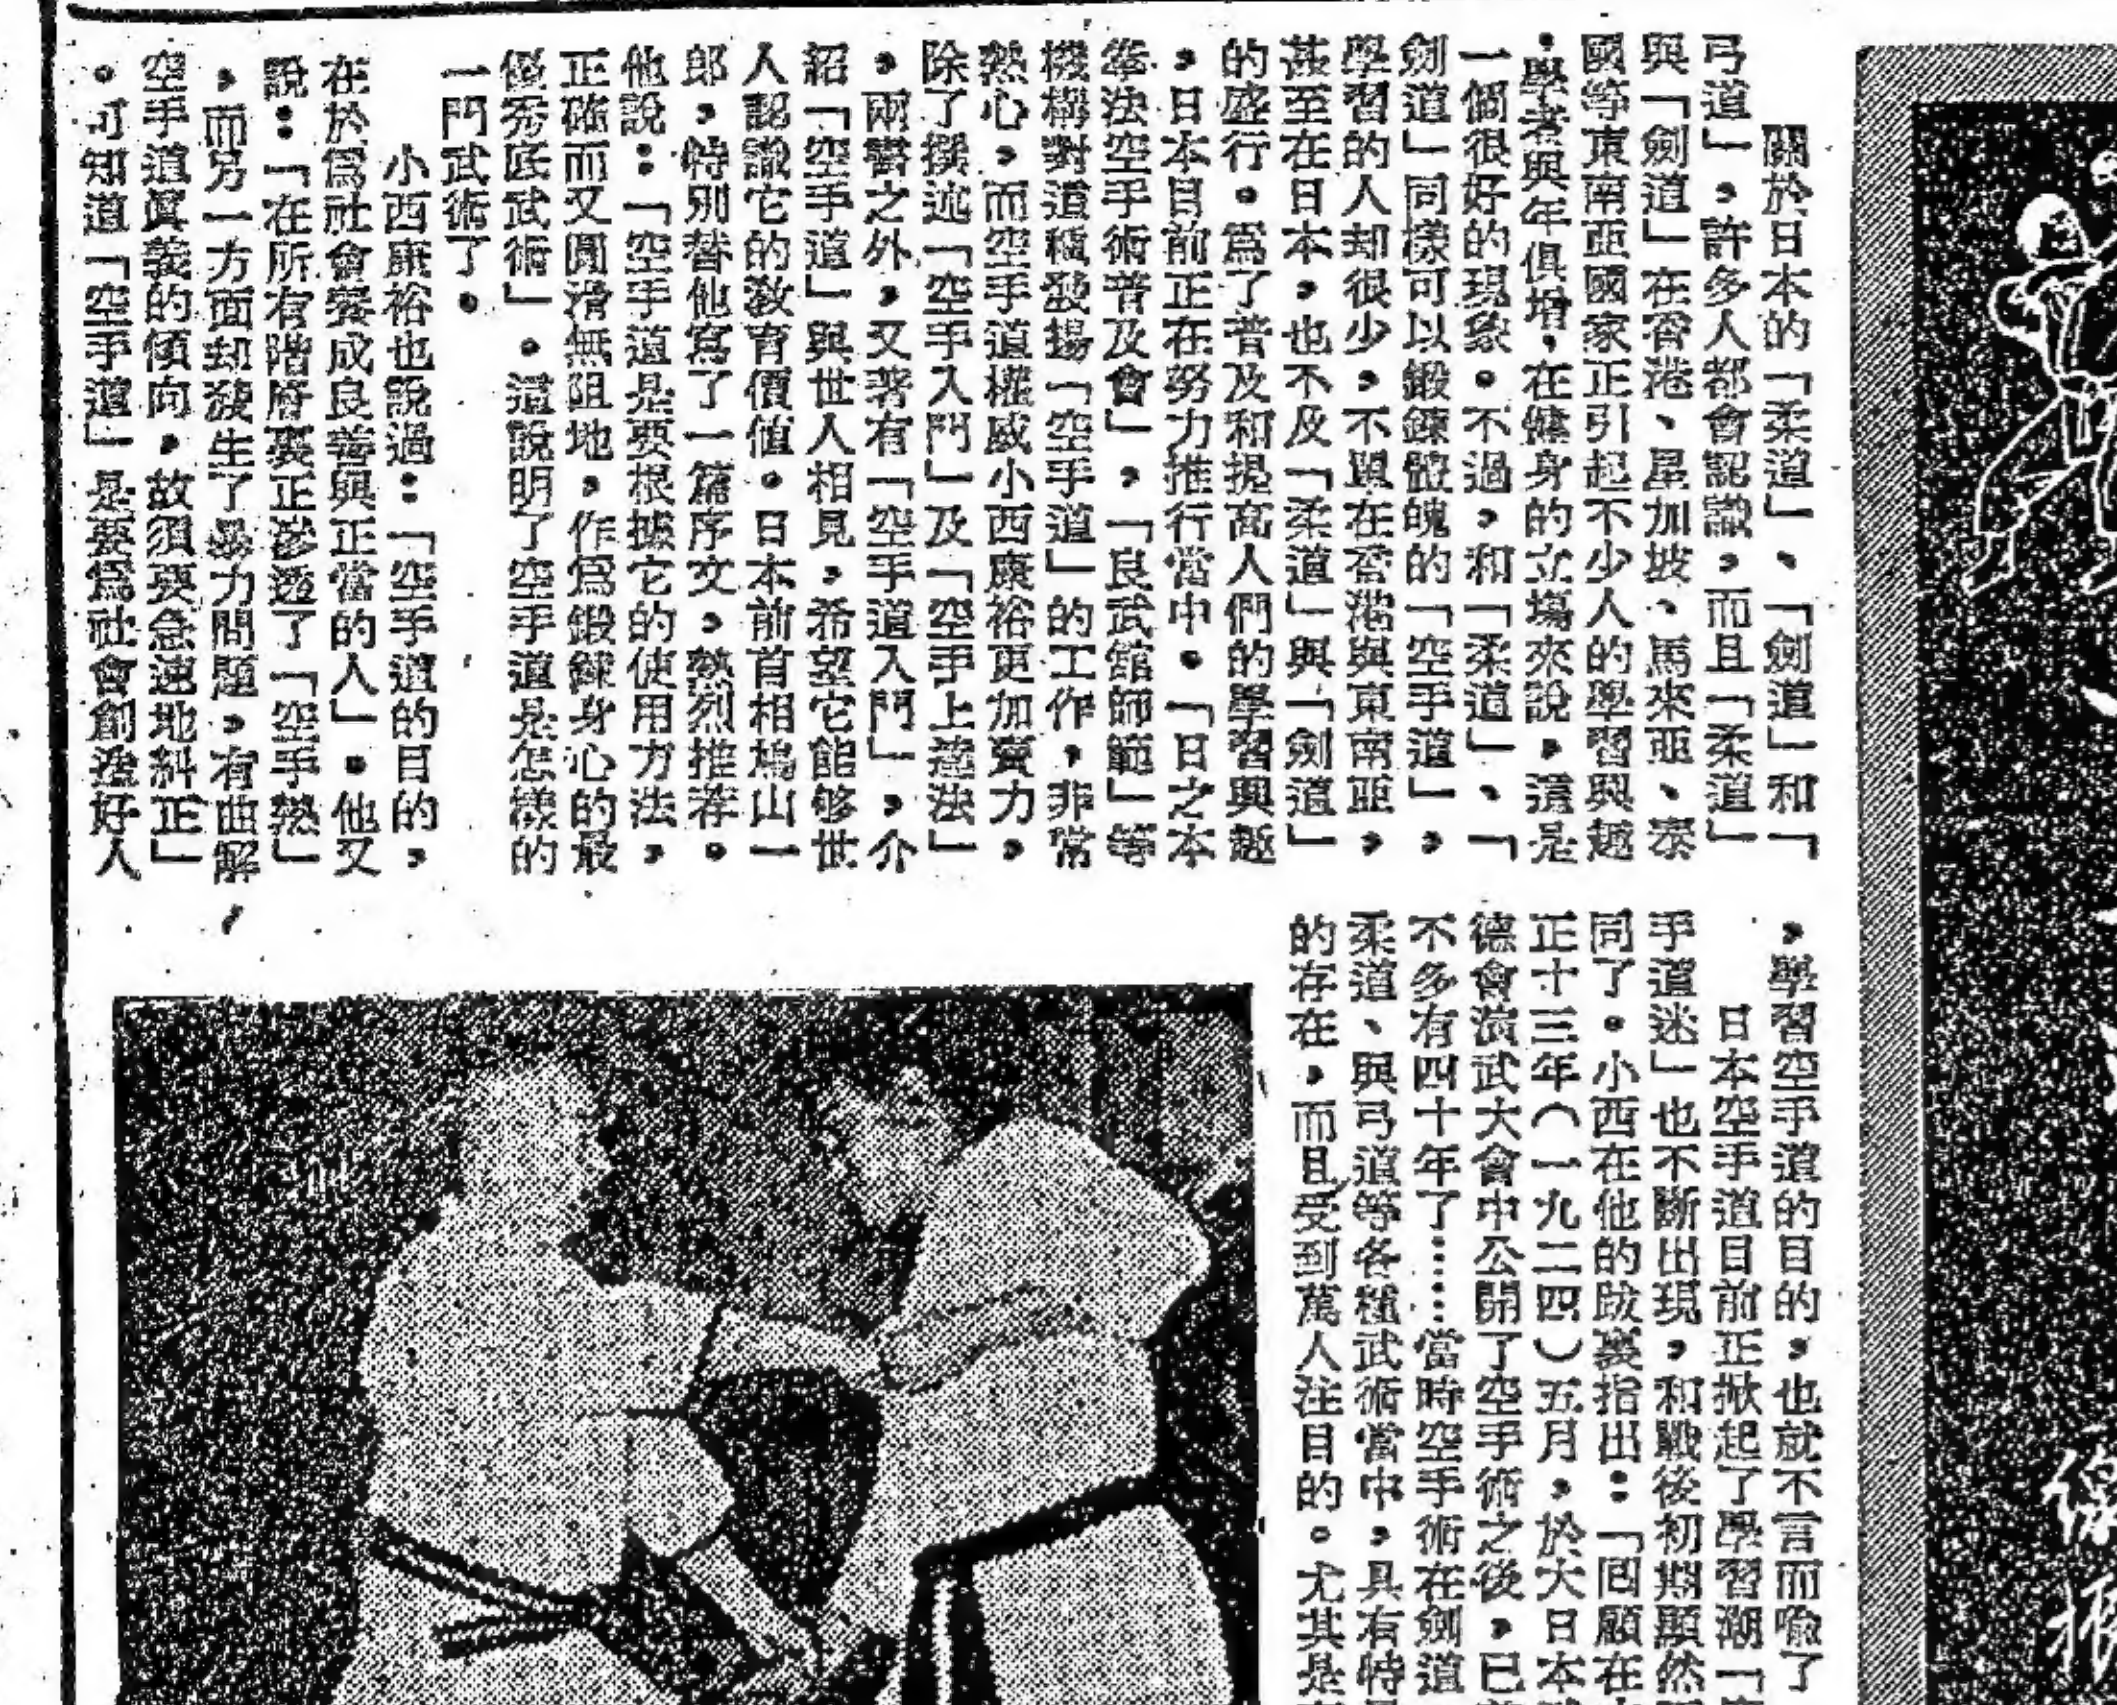 關於日本的「柔道」、「劍道」和「
弓道」，許多人都會認識，而且「柔道」
與「劍道」在香港、星加坡、馬來亞、泰
國等東南亞國家正引起不少人的學習興趣
，學者與年俱增，在健身的立塲來說，這是
一個很好的現象。不過，和「柔道」、「
劍道」同樣可以鍛鍊體魄的「空手道」，
學習的人却很少，不單在香港與東南亞，
甚至在日本，也不及「柔道」與「劍道」
的盛行。爲了普及和提高人們的學習興趣
，日本目前正在努力推行當中。「日之本
拳法空手術普及會」，「良武館師範」等
機構對道積發揚「空手道」的工作，非常
熱心，而空手道權威小西康裕更加賣力，
除了撰述「空手入門」及「空手上達法」
，兩書之外，又著有「空手道入門」，介
紹「空手道」與世人相見，希望它能够世
人認識它的教育價值。日本前首相鳩山一
郎，特別替他寫了一篇序文，熱烈推荐。
他說：「空手道是要根據它的使用方法，
正確而又圓滑無阻地，作爲鍛鍊身心的最
優秀底武術」。這說明了空手道是怎樣的
一門武術了。
小西康裕也說過：「空手道的目的，
在於爲社會養成良善與正當的人」。他又
說：「在所有階層裏正滲透了「空手熱」
，而另一方面却發生了暴力問題，有曲解
空手道眞義的傾向，故須要急速地糾正」
。可知道「空手道」是要爲社會創造好人
，學習空手道的目的，也就不言而喩了
日本空手道目前正掀起了學習潮「
手道迷」也不斷出現，和戰後初期顯然
同了。小西在他的跋裏指出：「回顧在
正十三年（一九二四）五月，於大日本
德會演武大會中公開了空手術之後，已
不多有四十年了……當時空手術在劍道
柔道、與弓道等各種武術當中，具有特
的存在，而且受到萬人注目的。尤其是